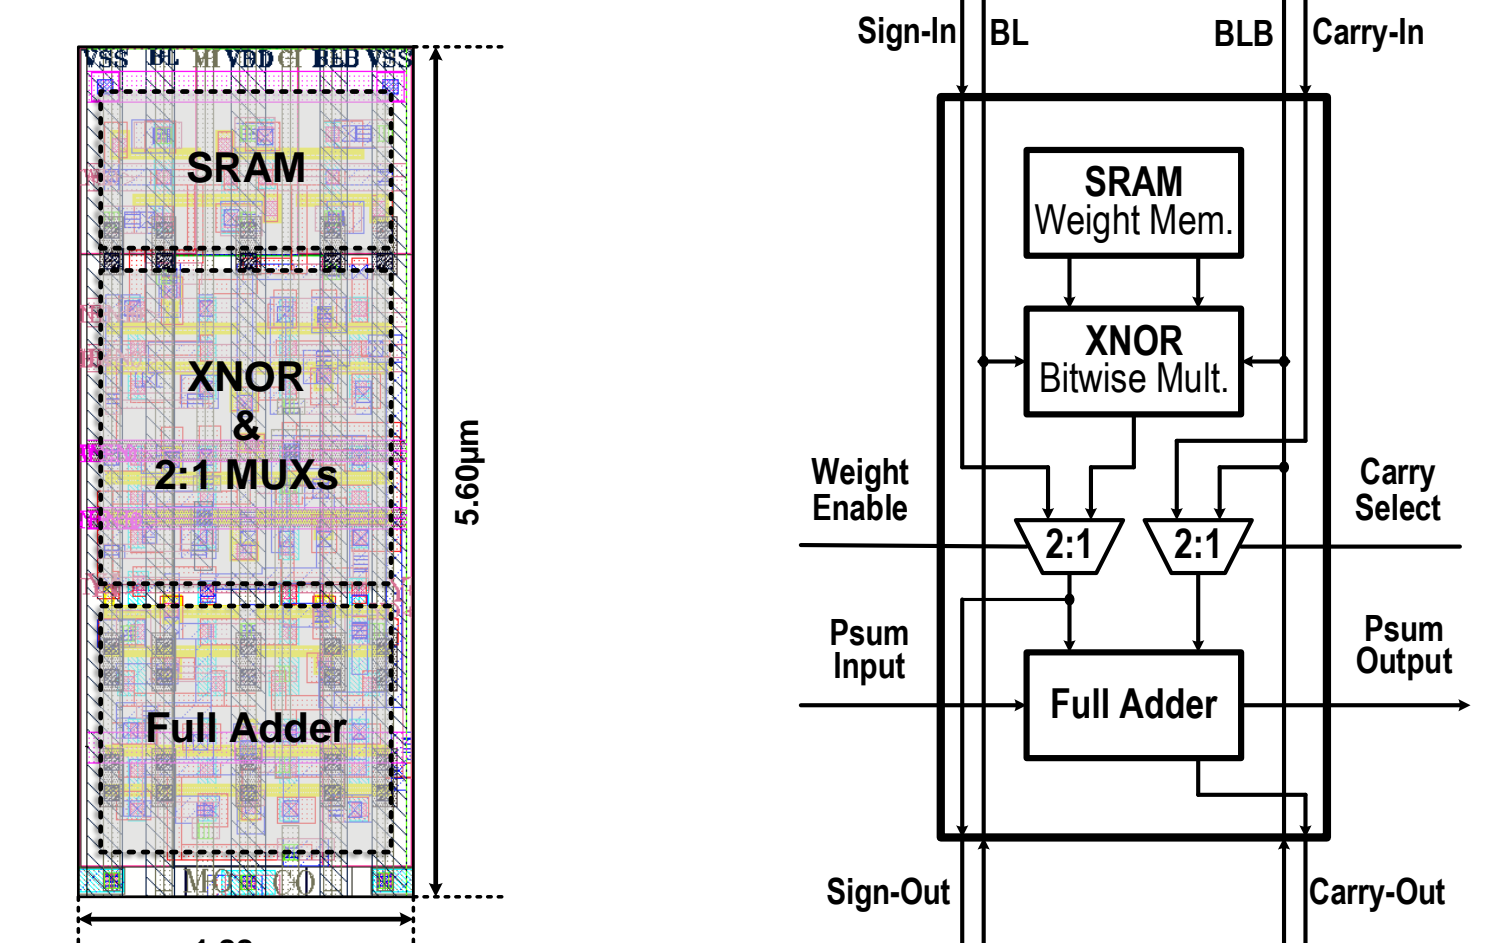 VSS BL MI VDD CI BLB VSS
SRAM
XNOR
&
2:1 MUXs
Full Adder
CO
5.60µm
Sign-In
BL
BLB
Carry-In
SRAM
Weight Mem.
XNOR
Bitwise Mult.
Weight
Enable
Carry
Select
2:1
2:1
Psum
Input
Psum
Output
Full Adder
Sign-Out
Carry-Out